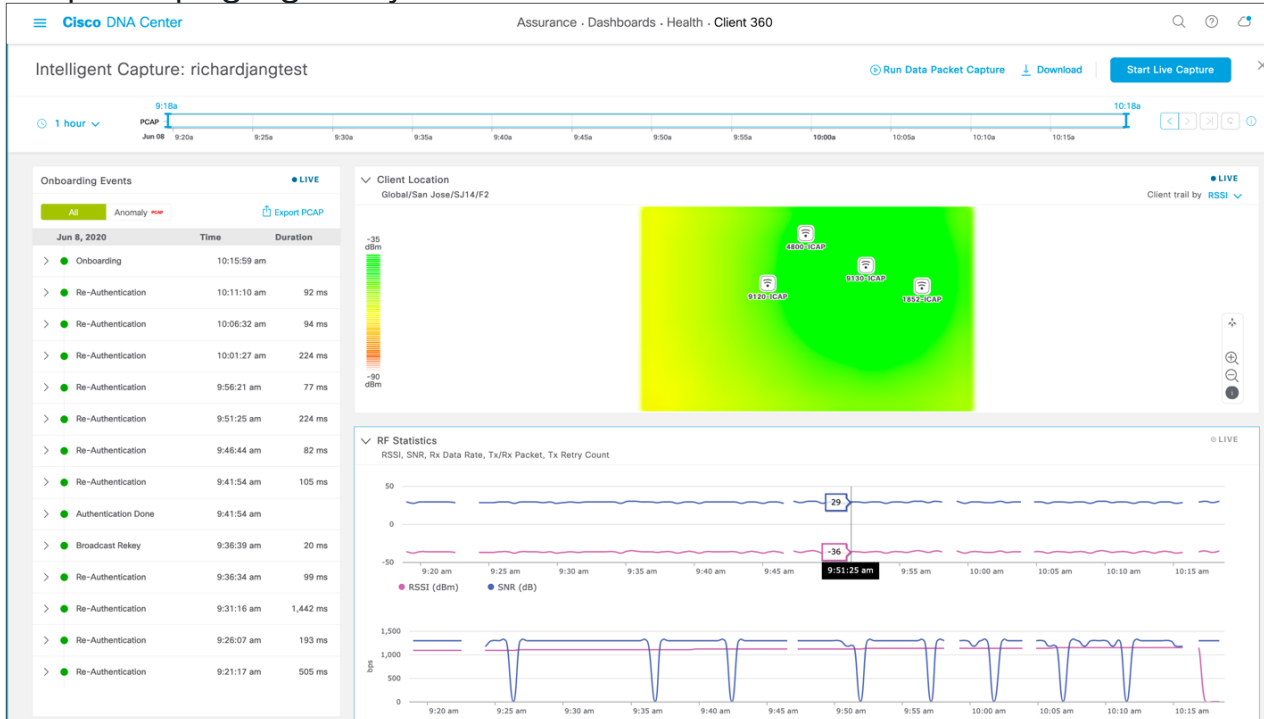 Cisco DNA Center
Assurance · Dashboards · Health · Client 360
Intelligent Capture: richardjangtest
Run Data Packet Capture
Download
Start Live Capture
1 hour
9:18a
10:18a
PCAP
Jun 08 9:20a 9:25a 9:30a 9:35a 9:40a 9:45a 9:50a 9:55a 10:00a 10:05a 10:10a 10:15a
Onboarding Events
LIVE
All Anomaly PCAP Export PCAP
Jun 8, 2020 Time Duration
Onboarding 10:15:59 am
Re-Authentication 10:11:10 am 92 ms
Re-Authentication 10:06:32 am 94 ms
Re-Authentication 10:01:27 am 224 ms
Re-Authentication 9:56:21 am 77 ms
Re-Authentication 9:51:25 am 224 ms
Re-Authentication 9:46:44 am 82 ms
Re-Authentication 9:41:54 am 105 ms
Authentication Done 9:41:54 am
Broadcast Rekey 9:36:39 am 20 ms
Re-Authentication 9:36:34 am 99 ms
Re-Authentication 9:31:16 am 1,442 ms
Re-Authentication 9:26:07 am 193 ms
Re-Authentication 9:21:17 am 505 ms
Client Location
LIVE
Global/San Jose/SJ14/F2
Client trail by RSSI
-35
dBm
-90
dBm
4800-ICAP
9130-ICAP
9120-ICAP
1852-ICAP
RF Statistics
LIVE
RSSI, SNR, Rx Data Rate, Tx/Rx Packet, Tx Retry Count
50
29
0
-36
-50
9:20 am 9:25 am 9:30 am 9:35 am 9:40 am 9:45 am 9:51:25 am 9:55 am 10:00 am 10:05 am 10:10 am 10:15 am
RSSI (dBm) SNR (dB)
1,500
1,000
bps
500
0
9:20 am 9:25 am 9:30 am 9:35 am 9:40 am 9:45 am 9:50 am 9:55 am 10:00 am 10:05 am 10:10 am 10:15 am